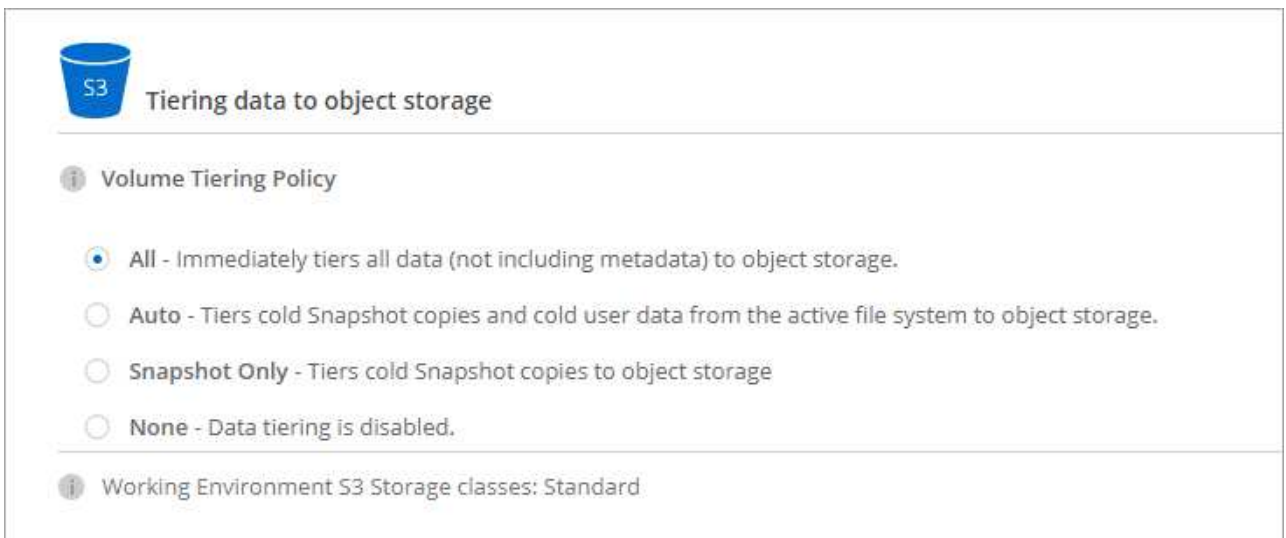 S3
Tiering data to object storage
Volume Tiering Policy
All - Immediately tiers all data (not including metadata) to object storage.
Auto - Tiers cold Snapshot copies and cold user data from the active file system to object storage.
Snapshot Only - Tiers cold Snapshot copies to object storage
None - Data tiering is disabled.
Working Environment S3 Storage classes: Standard